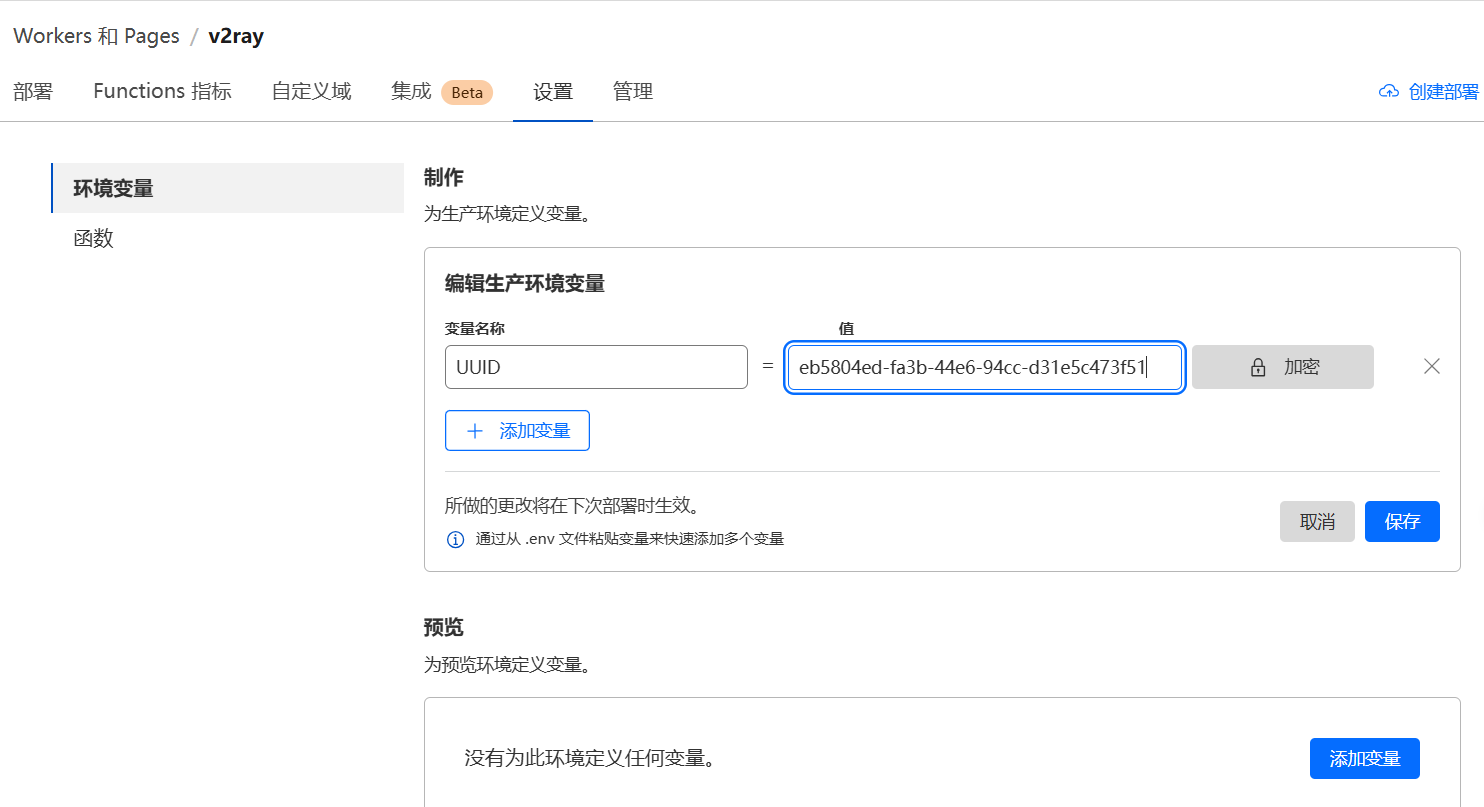 Workers 和 Pages / v2ray
部署 Functions 指标 自定义域 集成 Beta 设置 管理 创建部署
环境变量
函数
制作
为生产环境定义变量。
编辑生产环境变量
变量名称 值
UUID = eb5804ed-fa3b-44e6-94cc-d31e5c473f51 加密
添加变量
所做的更改将在下次部署时生效。
通过从 .env 文件粘贴变量来快速添加多个变量
取消 保存
预览
为预览环境定义变量。
没有为此环境定义任何变量。 添加变量